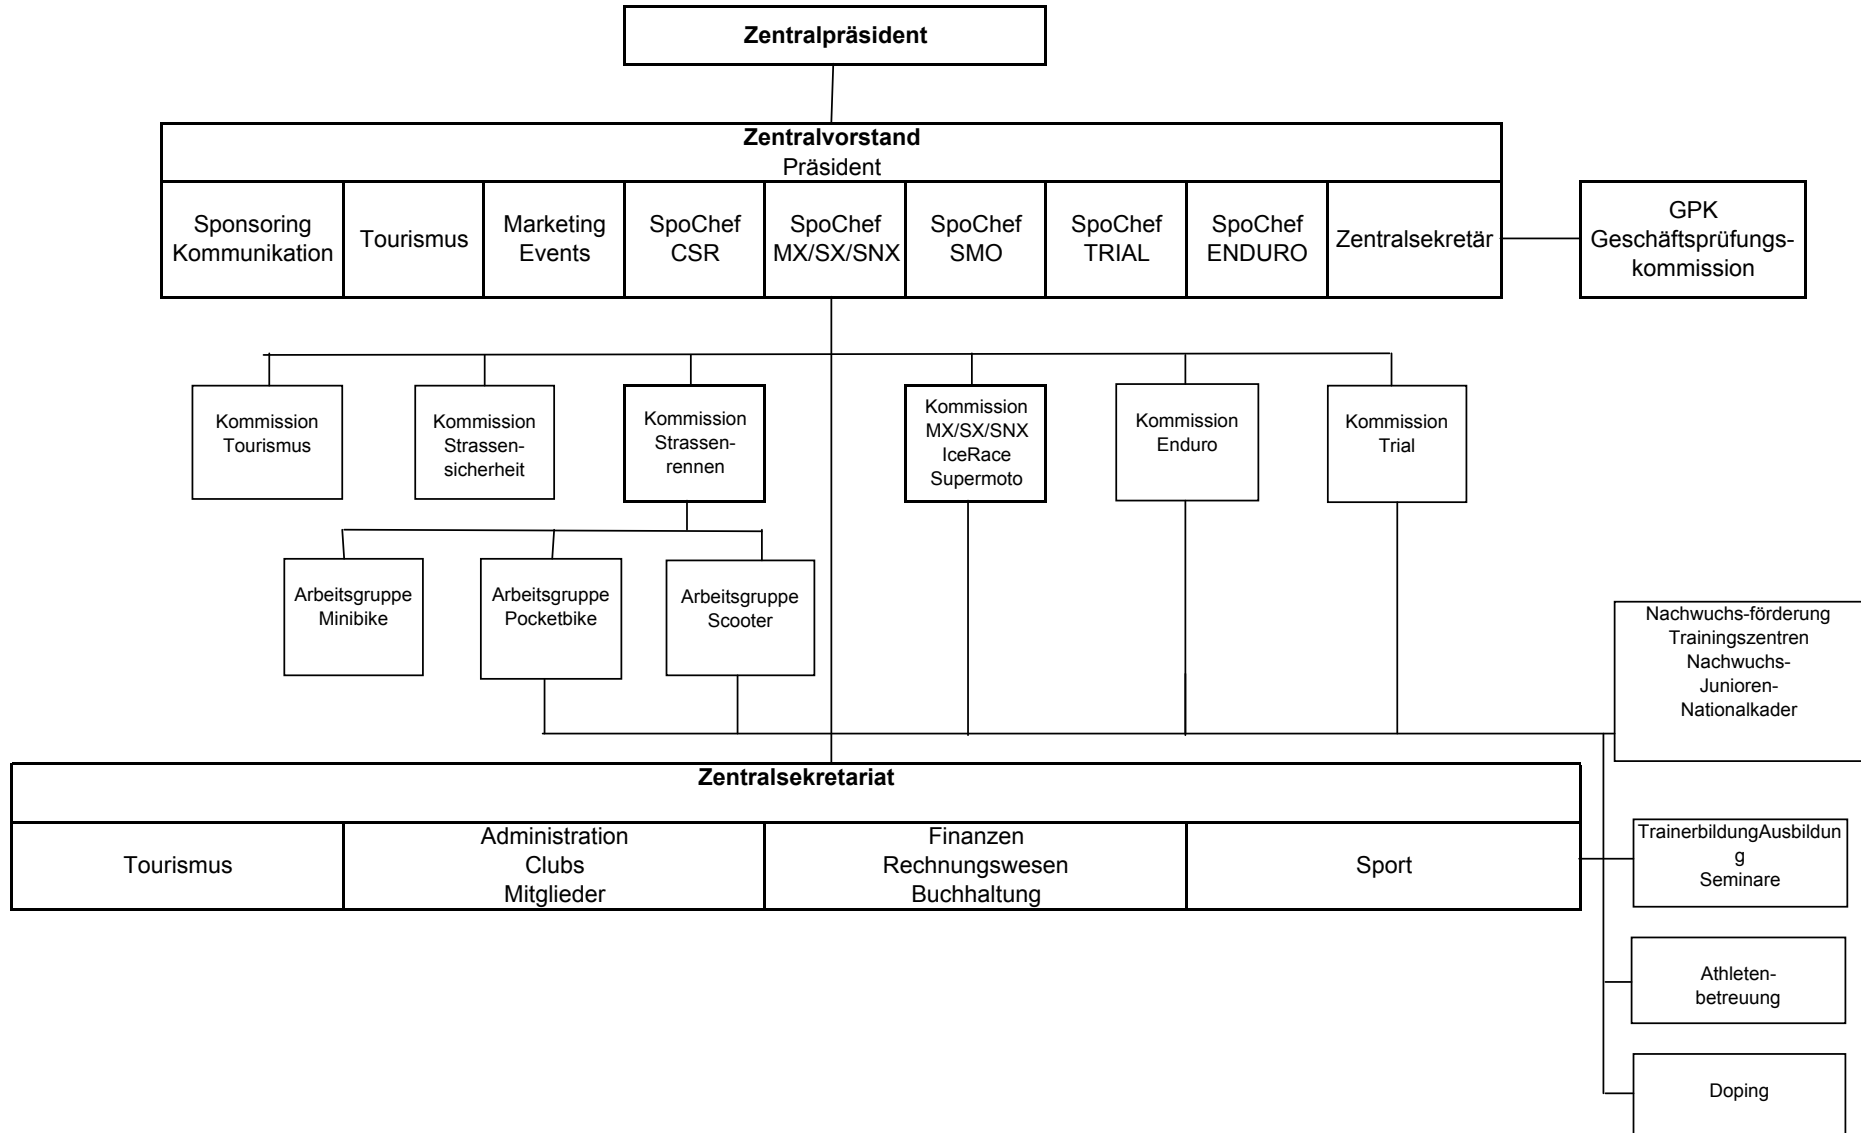 Zentralpräsident
Zentralvorstand
Präsident
Sponsoring
Kommunikation
Tourismus
Marketing
Events
SpoChef
CSR
SpoChef
MX/SX/SNX
SpoChef
SMO
SpoChef
TRIAL
SpoChef
ENDURO
Zentralsekretär
GPK
Geschäftsprüfungs-
kommission
Kommission
Tourismus
Kommission
Strassen-
sicherheit
Kommission
Strassen-
rennen
Kommission
MX/SX/SNX
IceRace
Supermoto
Kommission
Enduro
Kommission
Trial
Arbeitsgruppe
Minibike
Arbeitsgruppe
Pocketbike
Arbeitsgruppe
Scooter
Nachwuchs-förderung
Trainingszentren
Nachwuchs-
Junioren-
Nationalkader
Zentralsekretariat
Tourismus
Administration
Clubs
Mitglieder
Finanzen
Rechnungswesen
Buchhaltung
Sport
TrainerbildungAusbildun
g
Seminare
Athleten-
betreuung
Doping